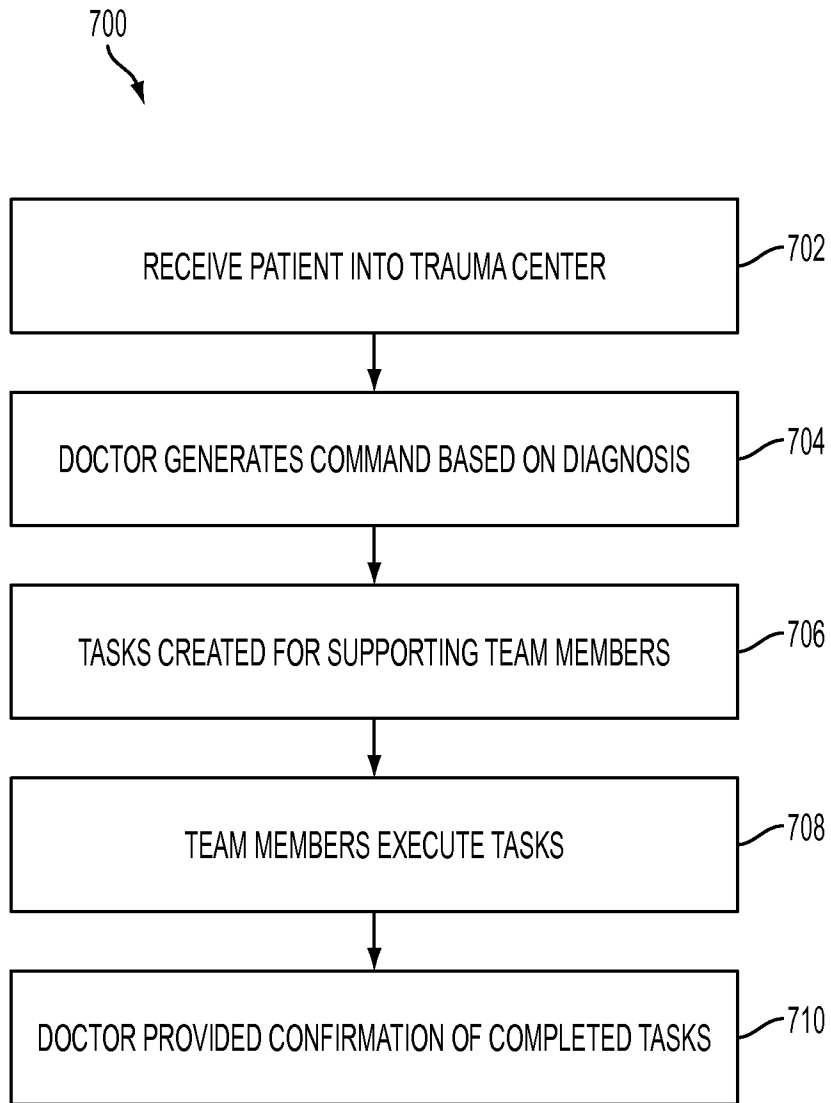 700
RECEIVE PATIENT INTO TRAUMA CENTER
702
DOCTOR GENERATES COMMAND BASED ON DIAGNOSIS
704
TASKS CREATED FOR SUPPORTING TEAM MEMBERS
706
TEAM MEMBERS EXECUTE TASKS
708
DOCTOR PROVIDED CONFIRMATION OF COMPLETED TASKS
710